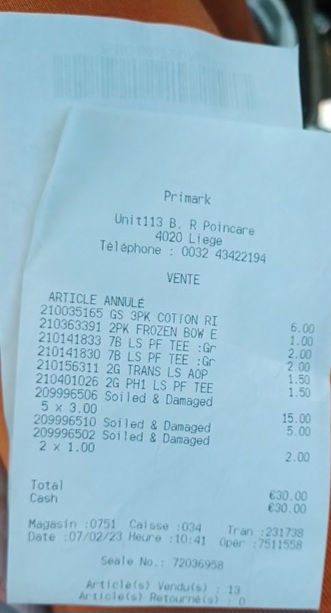 Primark
Unit113 B, R Poincare
4020 Liege
Téléphone : 0032 43422194
VENTE
ARTICLE ANNULÉ
210035165 GS 3PK COTTON RI 6.00
210363391 2PK FROZEN BOW E 1.00
210141833 7B LS PF TEE :Gr 2.00
210141830 7B LS PF TEE :Gr 2.00
210156311 2G TRANS LS AOP 1.50
210401026 2G PH1 LS PF TEE 1.50
209996506 Soiled & Damaged
5 x 3.00 15.00
209996510 Soiled & Damaged 5.00
209996502 Soiled & Damaged
2 x 1.00 2.00
Total €30.00
Cash €30.00
Magasin :0751 Caisse :034 Tran :231738
Date :07/02/23 Heure :10:41 Oper :7511558
Seale No.: 72036958
Article(s) Vendu(s) : 13
Article(s) Retourné(s) : 0